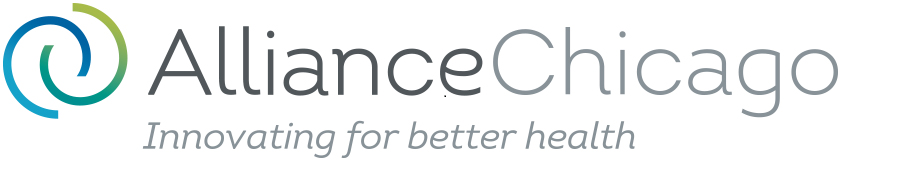 AllianceChicago
Innovating for better health